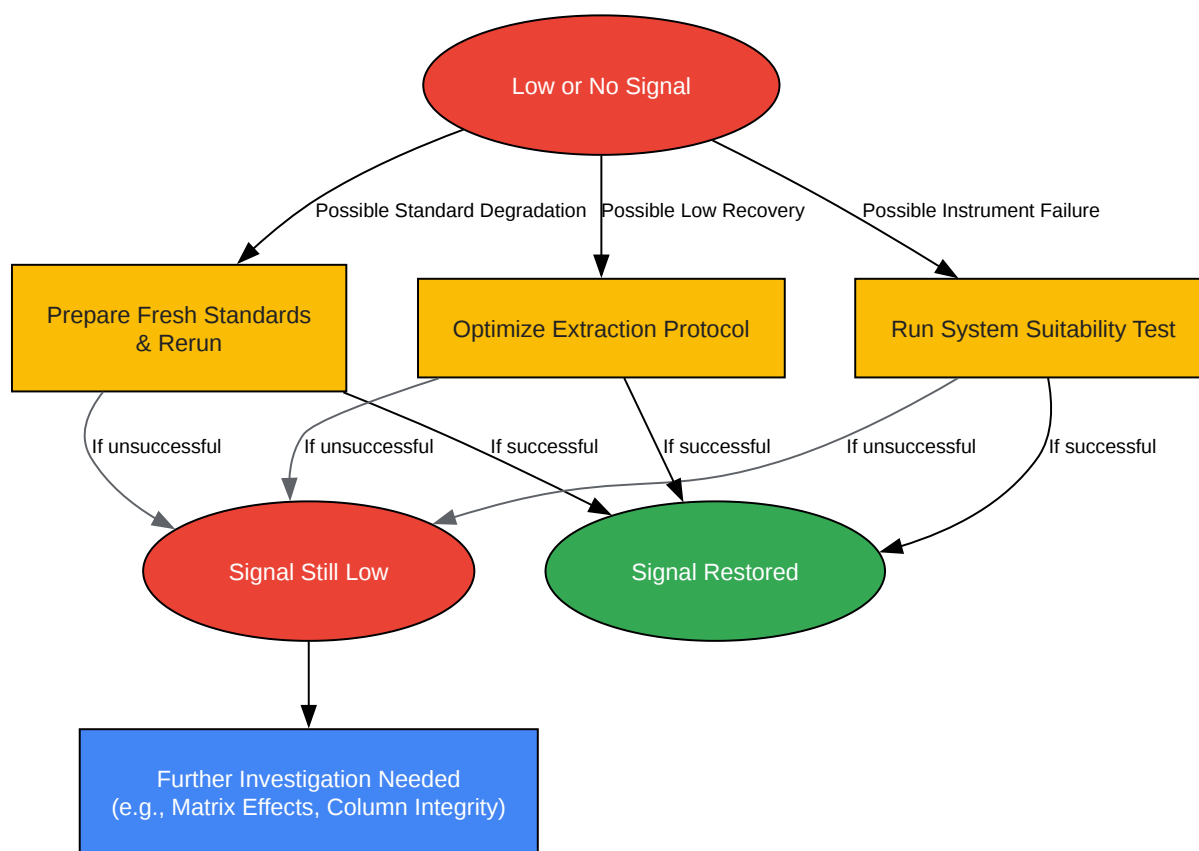 Low or No Signal
Possible Standard Degradation
Possible Low Recovery
Possible Instrument Failure
Prepare Fresh Standards
& Rerun
Optimize Extraction Protocol
Run System Suitability Test
If unsuccessful
If unsuccessful
If successful
If successful
If unsuccessful
If successful
Signal Still Low
Signal Restored
Further Investigation Needed
(e.g., Matrix Effects, Column Integrity)